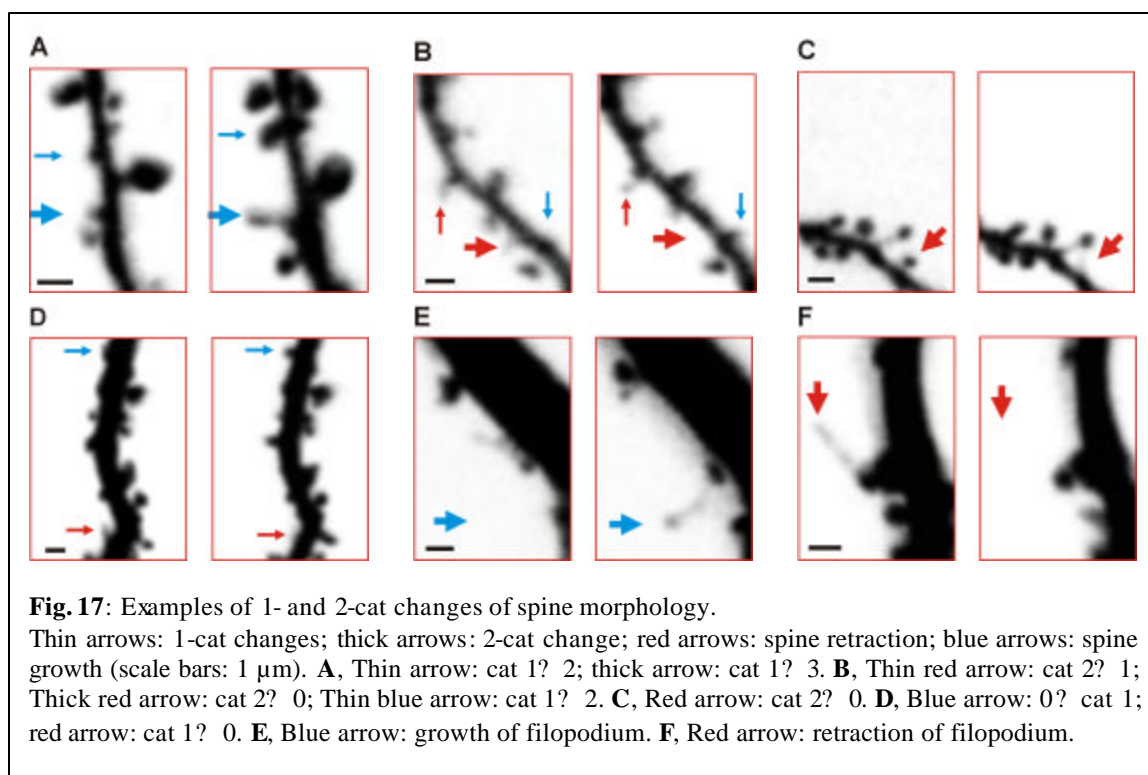 A
B
C
D
E
F
Fig. 17: Examples of 1- and 2-cat changes of spine morphology.
Thin arrows: 1-cat changes; thick arrows: 2-cat change; red arrows: spine retraction; blue arrows: spine
growth (scale bars: 1 µm). A, Thin arrow: cat 1? 2; thick arrow: cat 1? 3. B, Thin red arrow: cat 2? 1;
Thick red arrow: cat 2? 0; Thin blue arrow: cat 1? 2. C, Red arrow: cat 2? 0. D, Blue arrow: 0? cat 1;
red arrow: cat 1? 0. E, Blue arrow: growth of filopodium. F, Red arrow: retraction of filopodium.